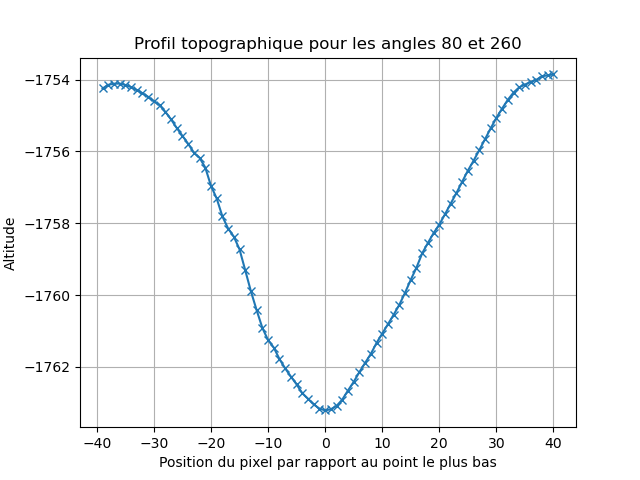 Profil topographique pour les angles 80 et 260
Altitude
−1754
−1756
−1758
−1760
−1762
−40 −30 −20 −10 0 10 20 30 40
Position du pixel par rapport au point le plus bas